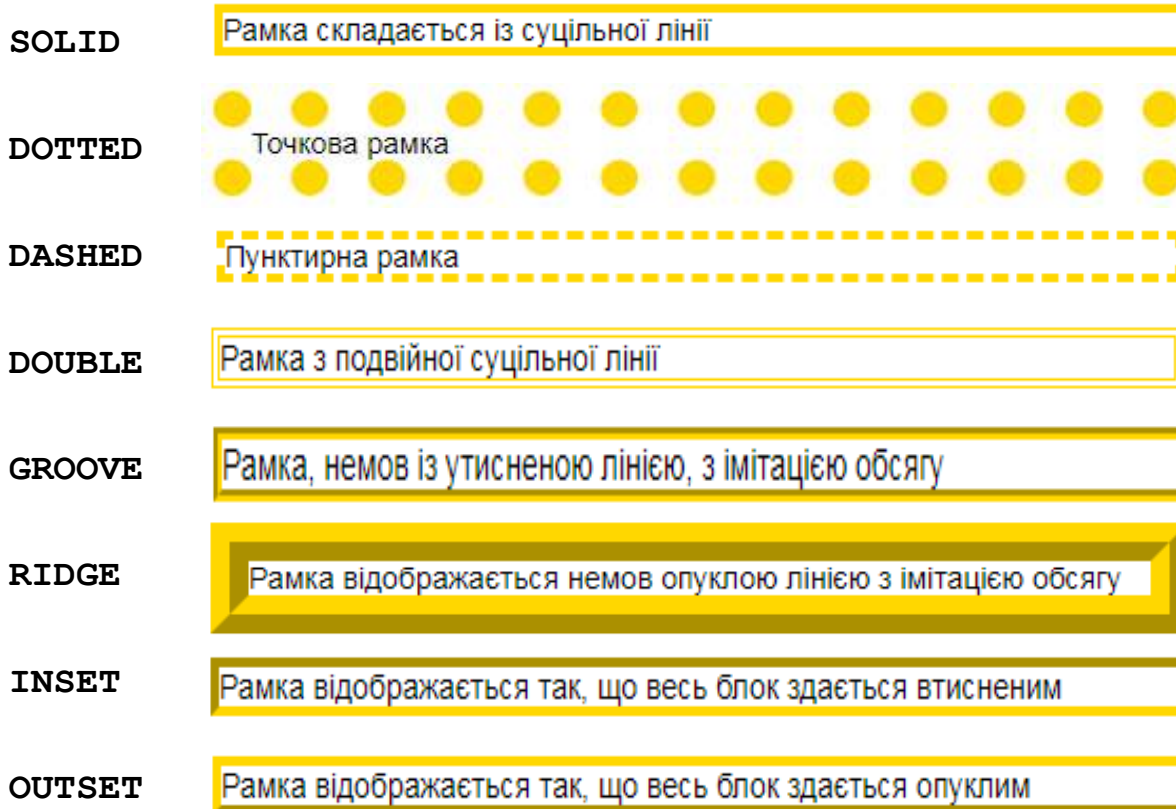 SOLID Рамка складається із суцільної лінії
DOTTED Точкова рамка
DASHED Пунктирна рамка
DOUBLE Рамка з подвійної суцільної лінії
GROOVE Рамка, немов із утисненою лінією, з імітацією обсягу
RIDGE Рамка відображається немов опуклою лінією з імітацією обсягу
INSET Рамка відображається так, що весь блок здається втисненим
OUTSET Рамка відображається так, що весь блок здається опуклим